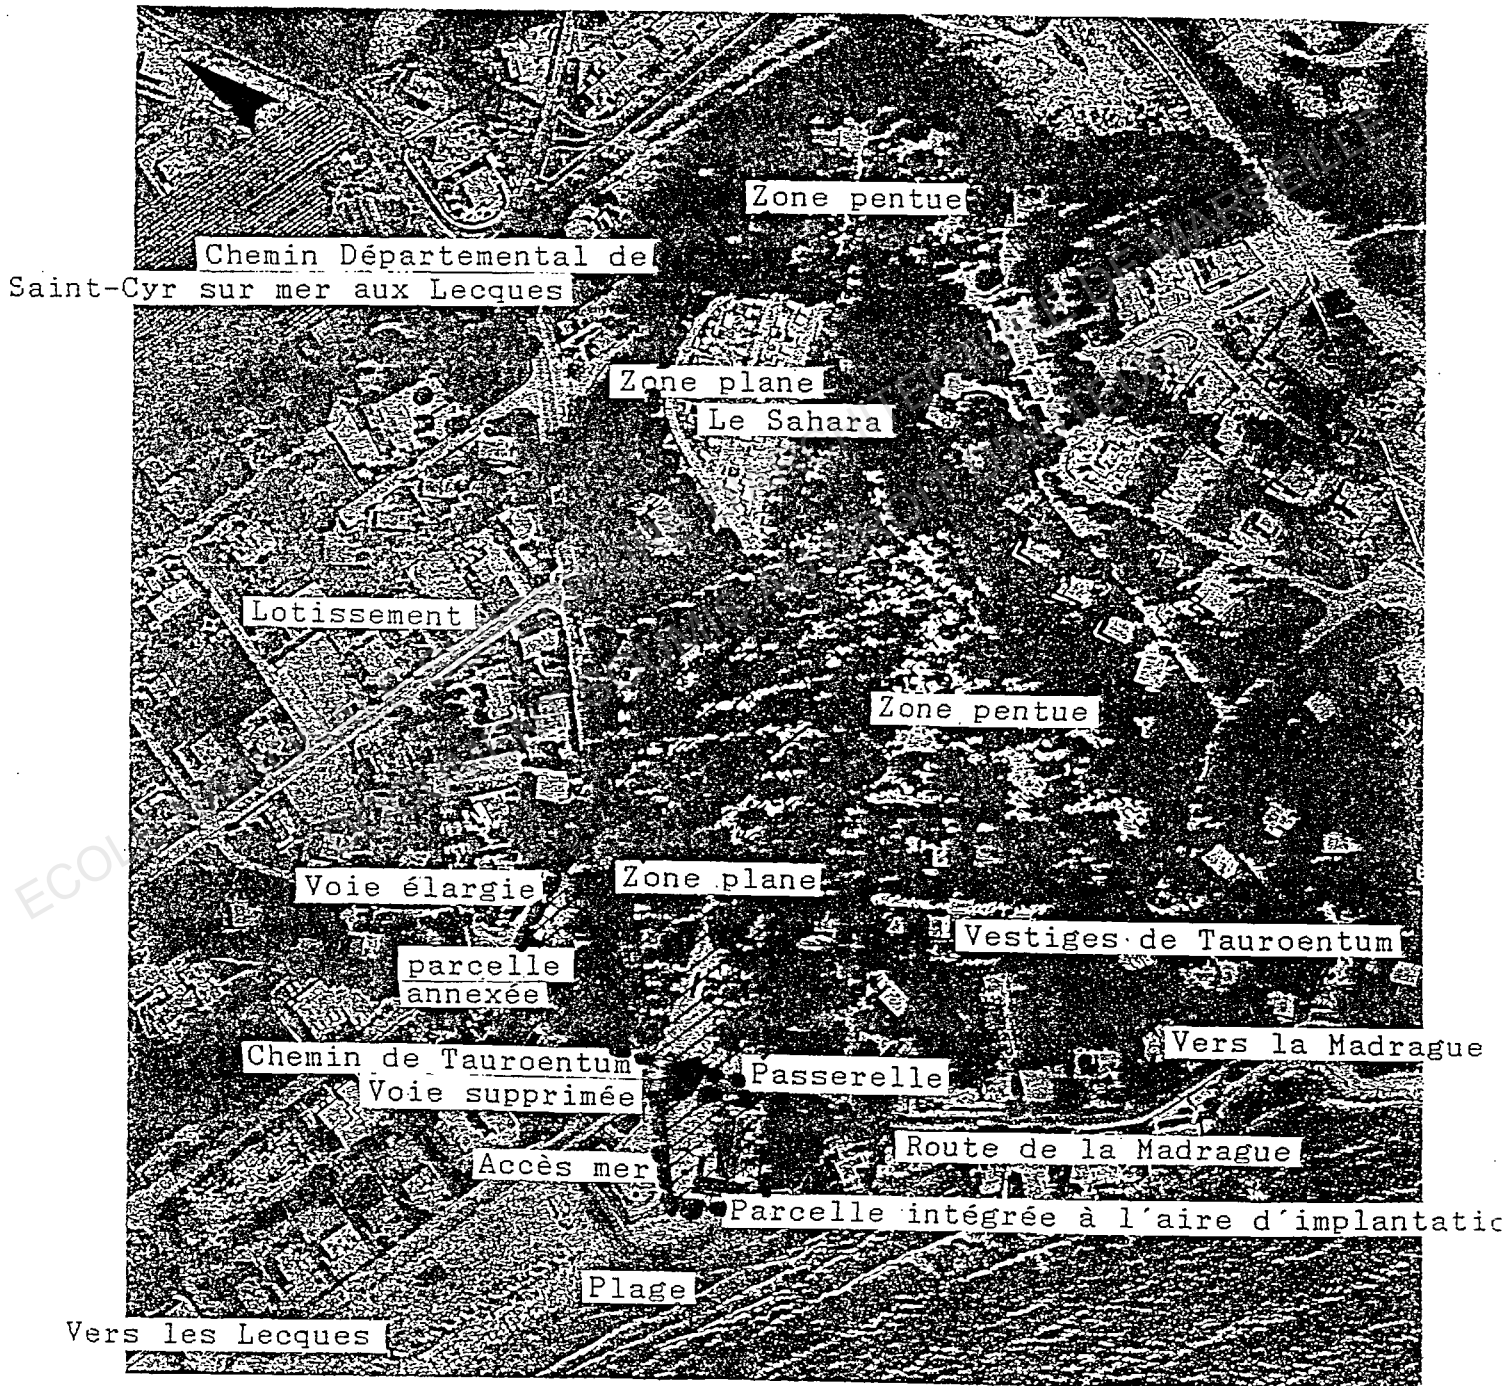 Zone pentue
Chemin Départemental de
Saint-Cyr sur mer aux Lecques
Zone plane
Le Sahara
Lotissement
Zone pentue
Voie élargie
Zone plane
Vestiges de Tauroentum
parcelle
annexée
Vers la Madrague
Chemin de Tauroentum
Passerelle
Voie supprimée
Route de la Madrague
Accès mer
Parcelle intégrée à l'aire d'implantatio
Plage
Vers les Lecques